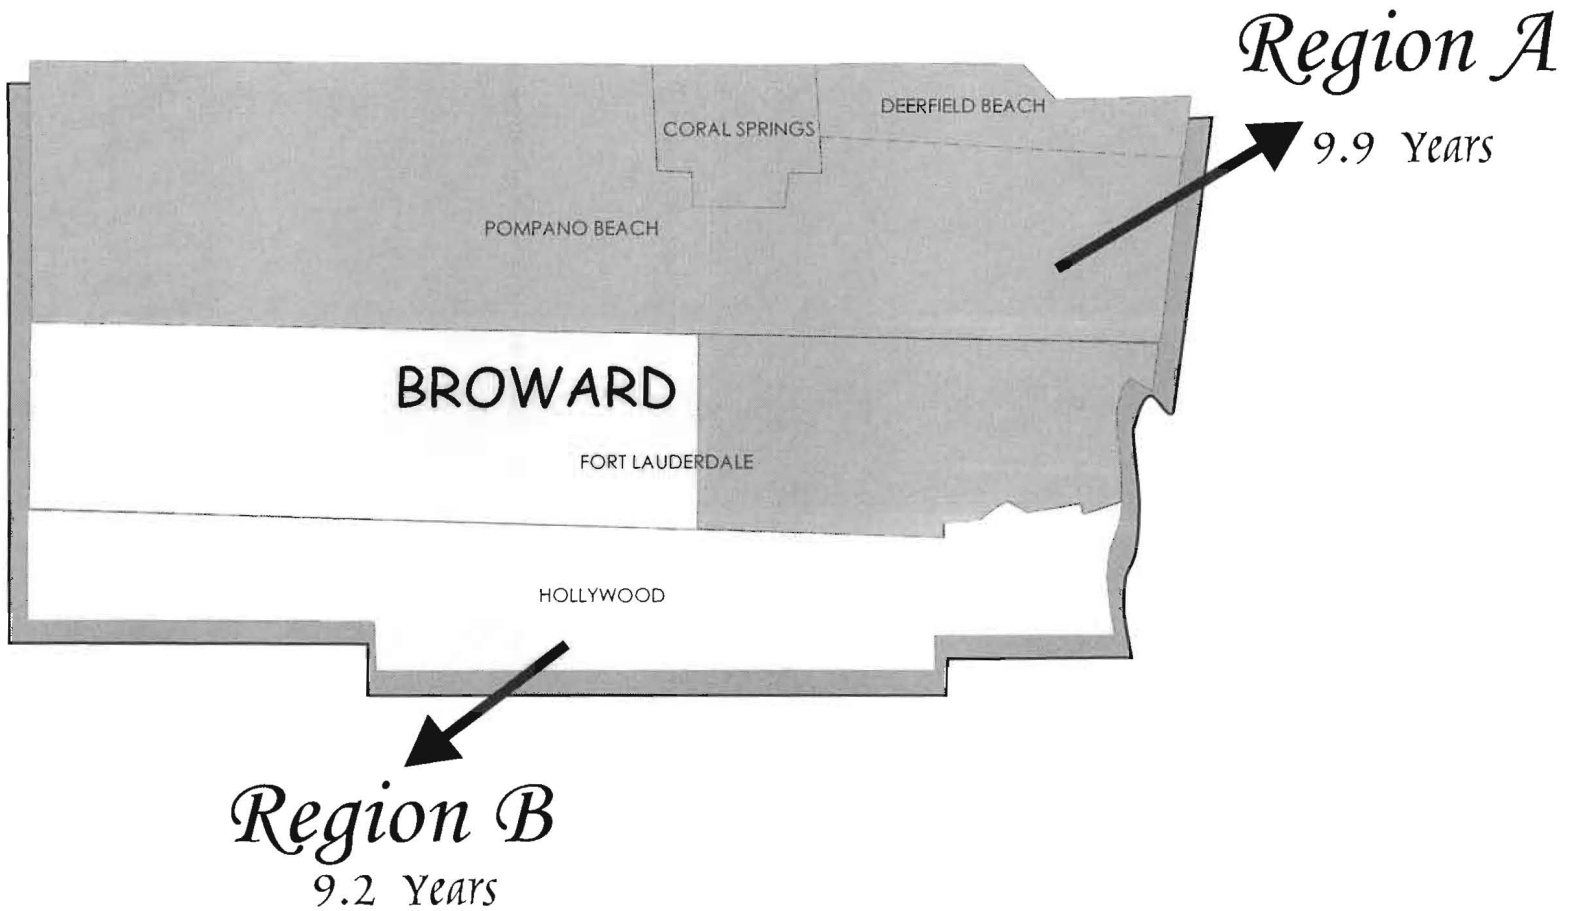 Region A
9.9 Years
DEERFIELD BEACH
CORAL SPRINGS
POMPANO BEACH
BROWARD
FORT LAUDERDALE
HOLLYWOOD
Region B
9.2 Years